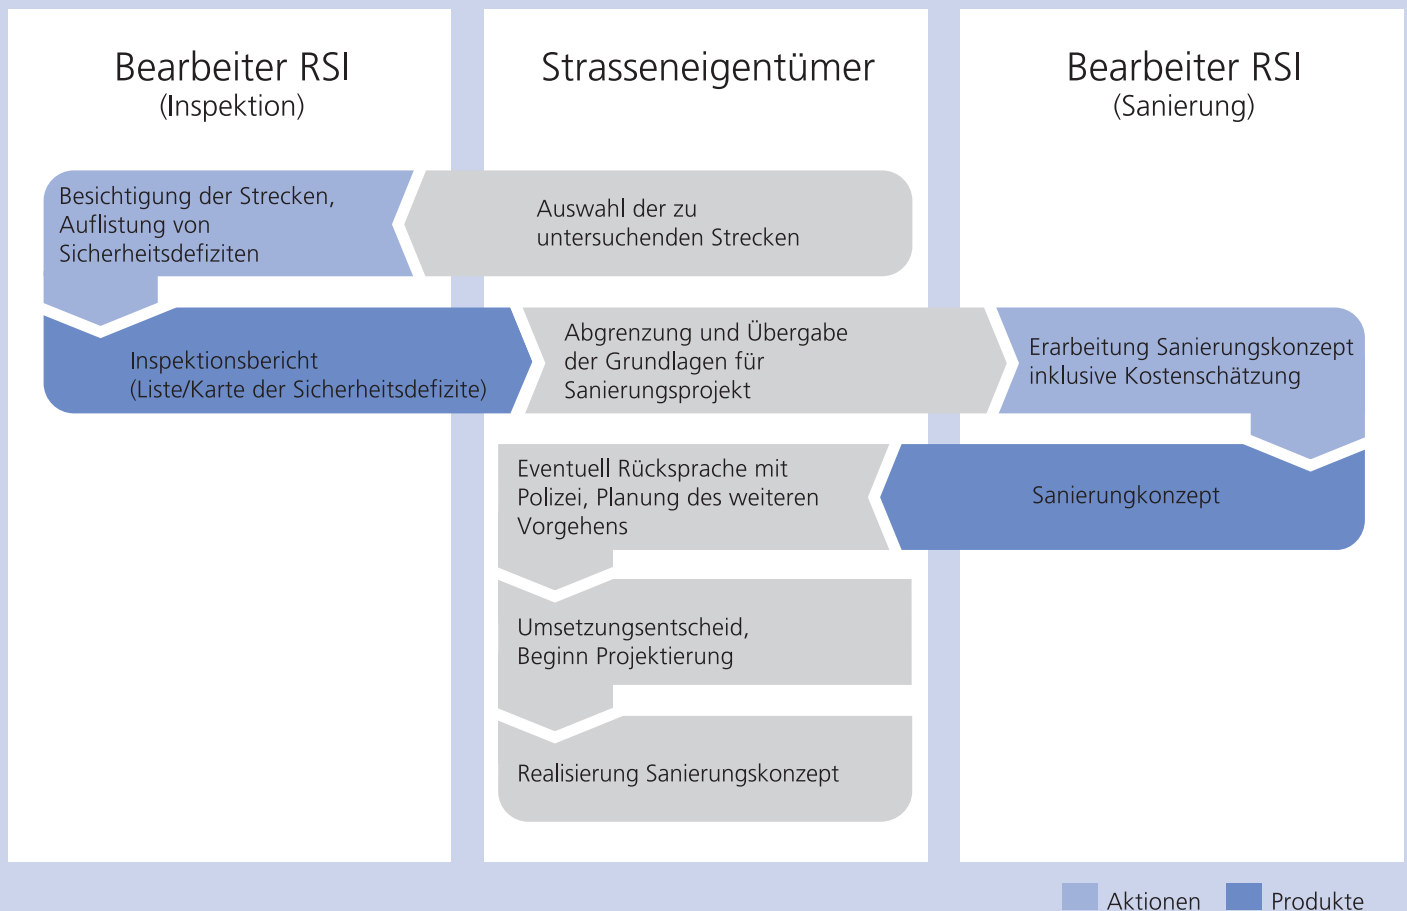 Bearbeiter RSI
(Inspektion)
Strasseneigentümer
Bearbeiter RSI
(Sanierung)
Besichtigung der Strecken,
Auflistung von
Sicherheitsdefiziten
Auswahl der zu
untersuchenden Strecken
Inspektionsbericht
(Liste/Karte der Sicherheitsdefizite)
Abgrenzung und Übergabe
der Grundlagen für
Sanierungsprojekt
Erarbeitung Sanierungskonzept
inklusive Kostenschätzung
Eventuell Rücksprache mit
Polizei, Planung des weiteren
Vorgehens
Sanierungkonzept
Umsetzungsentscheid,
Beginn Projektierung
Realisierung Sanierungskonzept
Aktionen
Produkte